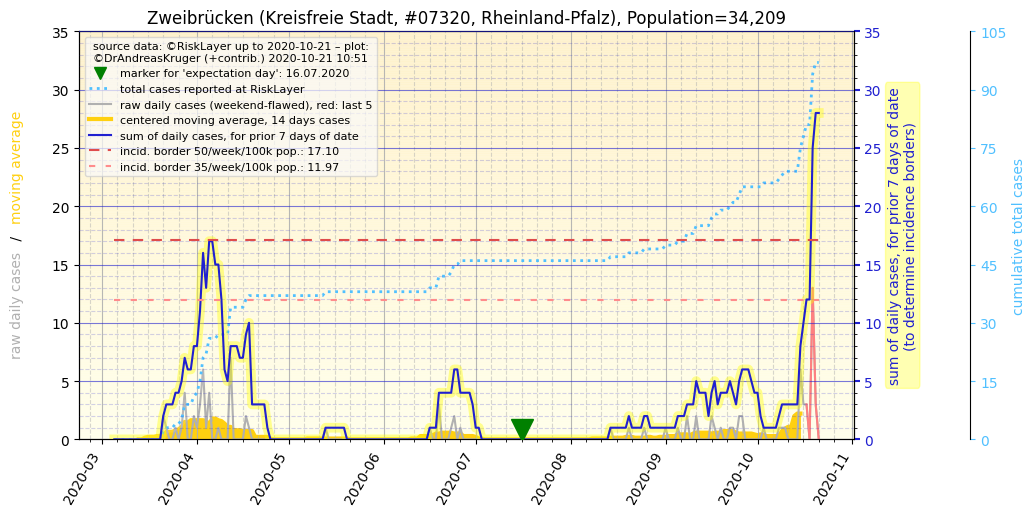 Zweibrücken (Kreisfreie Stadt, #07320, Rheinland-Pfalz), Population=34,209
source data: ©RiskLayer up to 2020-10-21 – plot:
©DrAndreasKruger (+contrib.) 2020-10-21 10:51
marker for 'expectation day': 16.07.2020
total cases reported at RiskLayer
raw daily cases (weekend-flawed), red: last 5
centered moving average, 14 days cases
sum of daily cases, for prior 7 days of date
incid. border 50/week/100k pop.: 17.10
incid. border 35/week/100k pop.: 11.97
raw daily cases / moving average
35
30
25
20
15
10
5
0
2020-03
2020-04
2020-05
2020-06
2020-07
2020-08
2020-09
2020-10
2020-11
35
30
25
20
15
10
5
0
sum of daily cases, for prior 7 days of date
(to determine incidence borders)
105
90
75
60
45
30
15
0
cumulative total cases